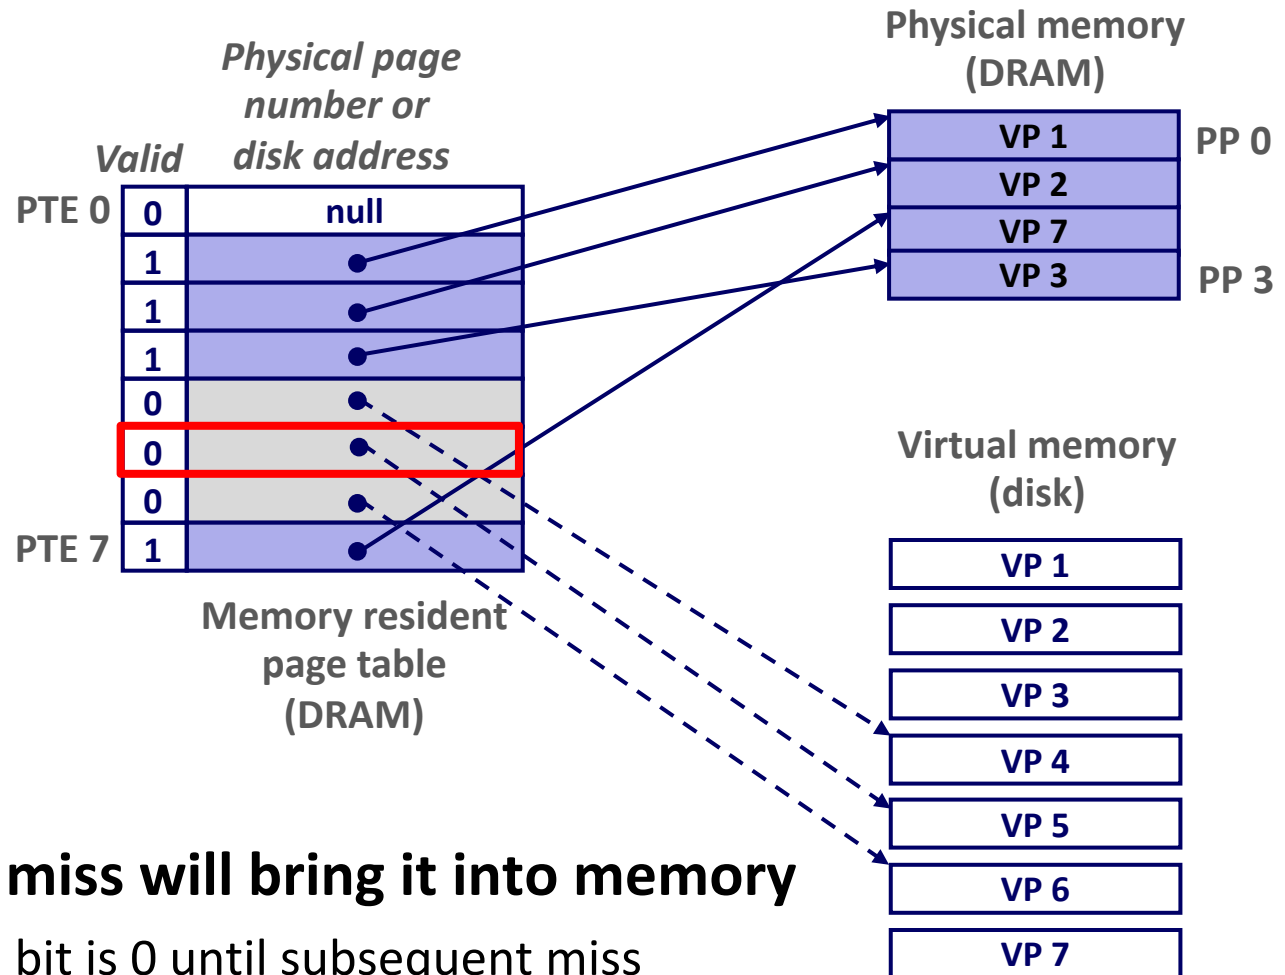 Physical page
number or
disk address
Valid
PTE 0
0
null
1
1
1
0
0
0
PTE 7
1
Memory resident
page table
(DRAM)
Physical memory
(DRAM)
VP 1
PP 0
VP 2
VP 7
VP 3
PP 3
Virtual memory
(disk)
VP 1
VP 2
VP 3
VP 4
VP 5
VP 6
VP 7
miss will bring it into memory
bit is 0 until subsequent miss